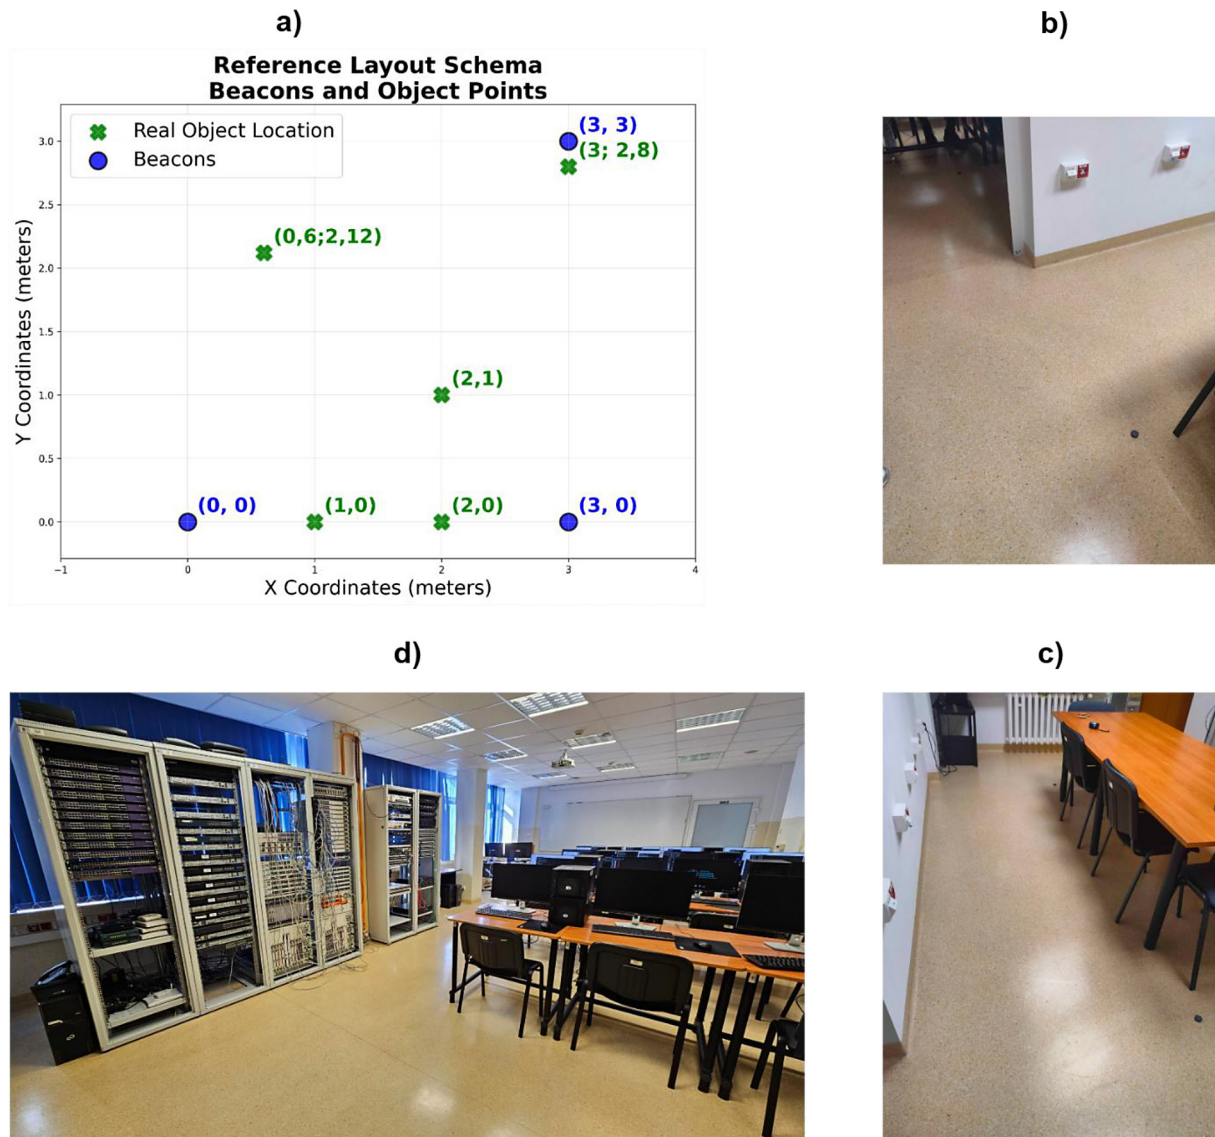 a)
Reference Layout Schema
Beacons and Object Points
Real Object Location
Beacons
(3, 3)
(3; 2,8)
(0,6;2,12)
(2,1)
(0, 0)
(1,0)
(2,0)
(3, 0)
3.0
2.5
2.0
1.5
1.0
0.5
0.0
Y Coordinates (meters)
−1
0
1
2
3
4
X Coordinates (meters)
b)
d)
c)